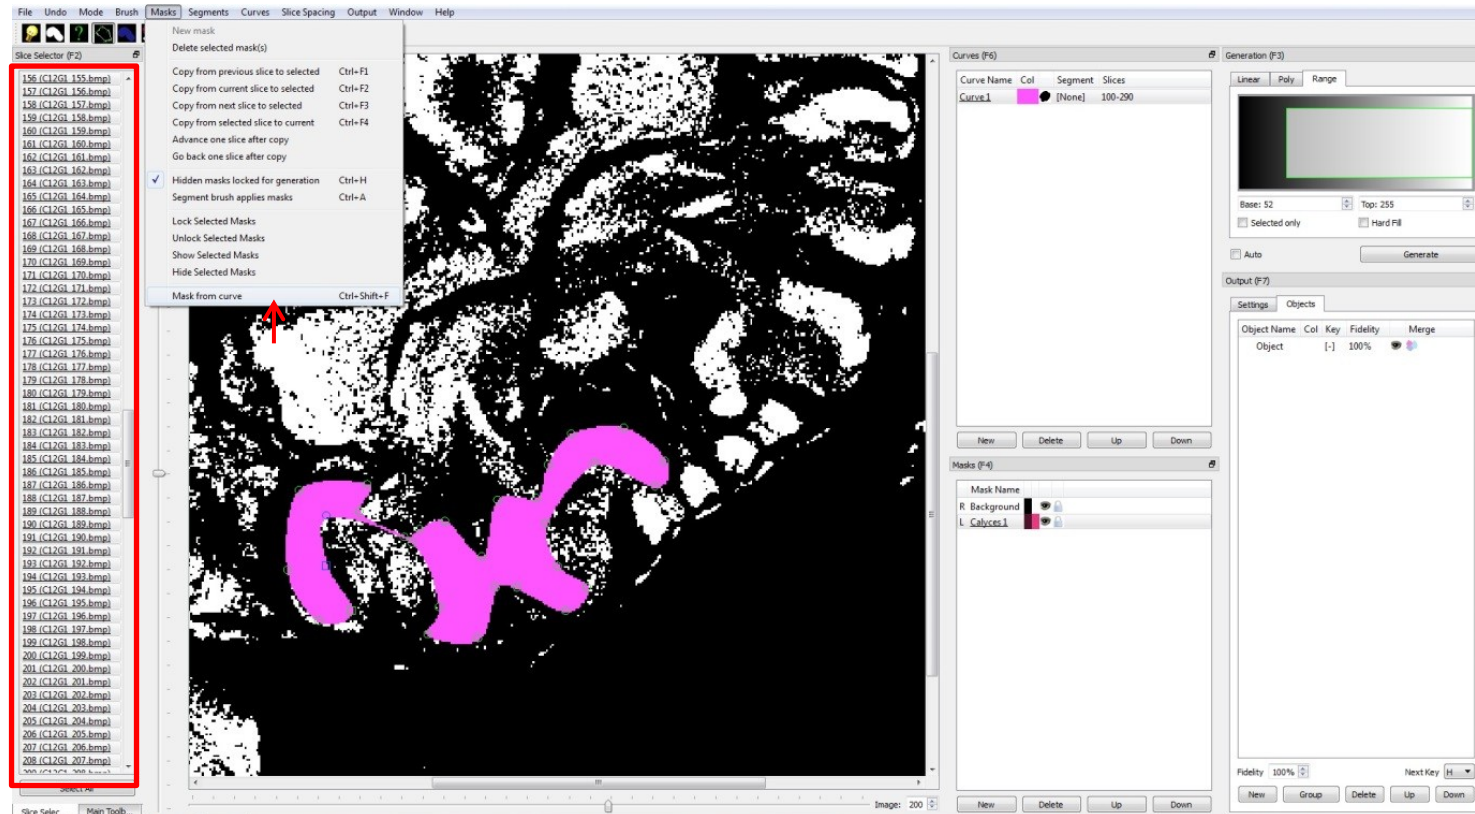 File Undo Mode Brush Masks Segments Curves Slice Spacing Output Window Help
Slice Selector (F2)
156 (C12G1 155.bmp)
157 (C12G1 156.bmp)
158 (C12G1 157.bmp)
159 (C12G1 158.bmp)
160 (C12G1 159.bmp)
161 (C12G1 160.bmp)
162 (C12G1 161.bmp)
163 (C12G1 162.bmp)
164 (C12G1 163.bmp)
165 (C12G1 164.bmp)
166 (C12G1 165.bmp)
167 (C12G1 166.bmp)
168 (C12G1 167.bmp)
169 (C12G1 168.bmp)
170 (C12G1 169.bmp)
171 (C12G1 170.bmp)
172 (C12G1 171.bmp)
173 (C12G1 172.bmp)
174 (C12G1 173.bmp)
175 (C12G1 174.bmp)
176 (C12G1 175.bmp)
177 (C12G1 176.bmp)
178 (C12G1 177.bmp)
179 (C12G1 178.bmp)
180 (C12G1 179.bmp)
181 (C12G1 180.bmp)
182 (C12G1 181.bmp)
183 (C12G1 182.bmp)
184 (C12G1 183.bmp)
185 (C12G1 184.bmp)
186 (C12G1 185.bmp)
187 (C12G1 186.bmp)
188 (C12G1 187.bmp)
189 (C12G1 188.bmp)
190 (C12G1 189.bmp)
191 (C12G1 190.bmp)
192 (C12G1 191.bmp)
193 (C12G1 192.bmp)
194 (C12G1 193.bmp)
195 (C12G1 194.bmp)
196 (C12G1 195.bmp)
197 (C12G1 196.bmp)
198 (C12G1 197.bmp)
199 (C12G1 198.bmp)
200 (C12G1 199.bmp)
201 (C12G1 200.bmp)
202 (C12G1 201.bmp)
203 (C12G1 202.bmp)
204 (C12G1 203.bmp)
205 (C12G1 204.bmp)
206 (C12G1 205.bmp)
207 (C12G1 206.bmp)
208 (C12G1 207.bmp)
Select All
Slice Selec... Main Toolb...
New mask
Delete selected mask(s)
Copy from previous slice to selected Ctrl+F1
Copy from current slice to selected Ctrl+F2
Copy from next slice to selected Ctrl+F3
Copy from selected slice to current Ctrl+F4
Advance one slice after copy
Go back one slice after copy
Hidden masks locked for generation Ctrl+H
Segment brush applies masks Ctrl+A
Lock Selected Masks
Unlock Selected Masks
Show Selected Masks
Hide Selected Masks
Mask from curve Ctrl+Shift+F
Image: 200
Curves (F6)
Curve Name Col Segment Slices
Curve 1 [None] 100-290
New Delete Up Down
Masks (F4)
Mask Name
R Background
L Calyces1
New Delete Up Down
Generation (F3)
Linear Poly Range
Base: 52 Top: 255
Selected only Hard Fill
Auto Generate
Output (F7)
Settings Objects
Object Name Col Key Fidelity Merge
Object [-] 100%
Fidelity 100% Next Key H
New Group Delete Up Down